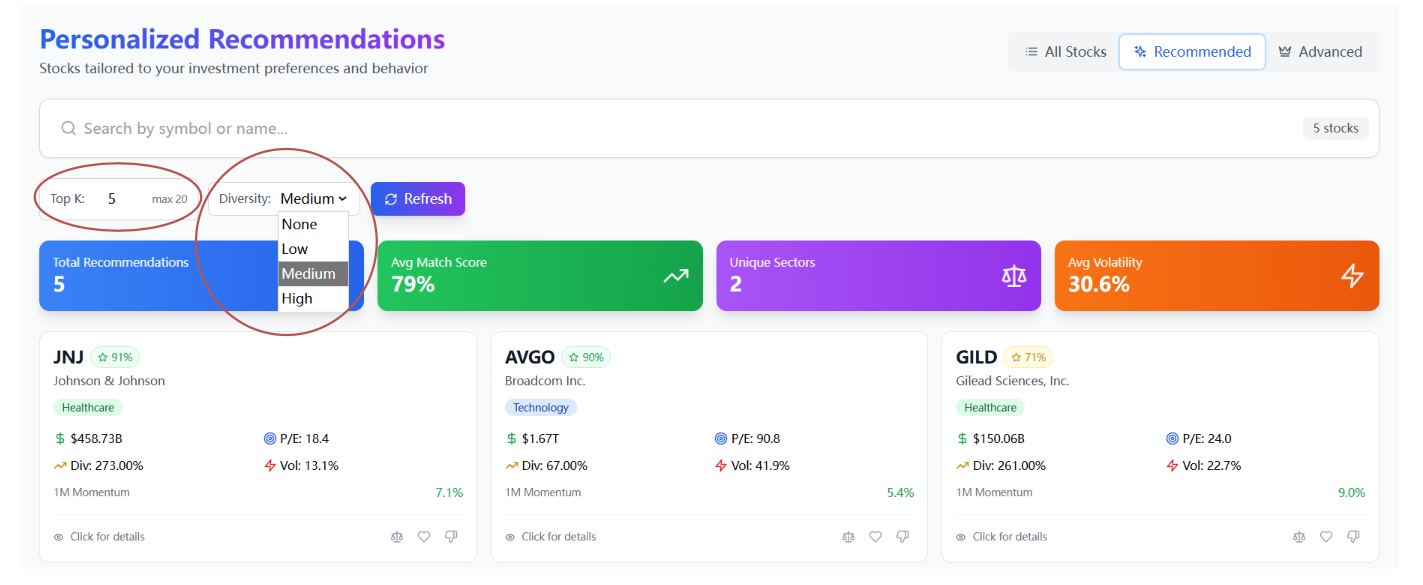 Personalized Recommendations
Stocks tailored to your investment preferences and behavior
All Stocks Recommended Advanced
Search by symbol or name...
5 stocks
Top K: 5 max 20 Diversity: Medium Refresh
None
Low
Medium
High
Total Recommendations
5
Avg Match Score
79%
Unique Sectors
2
Avg Volatility
30.6%
JNJ 91%
Johnson & Johnson
Healthcare
$458.73B P/E: 18.4
Div: 273.00% Vol: 13.1%
1M Momentum 7.1%
Click for details
AVGO 90%
Broadcom Inc.
Technology
$1.67T P/E: 90.8
Div: 67.00% Vol: 41.9%
1M Momentum 5.4%
Click for details
GILD 71%
Gilead Sciences, Inc.
Healthcare
$150.06B P/E: 24.0
Div: 261.00% Vol: 22.7%
1M Momentum 9.0%
Click for details